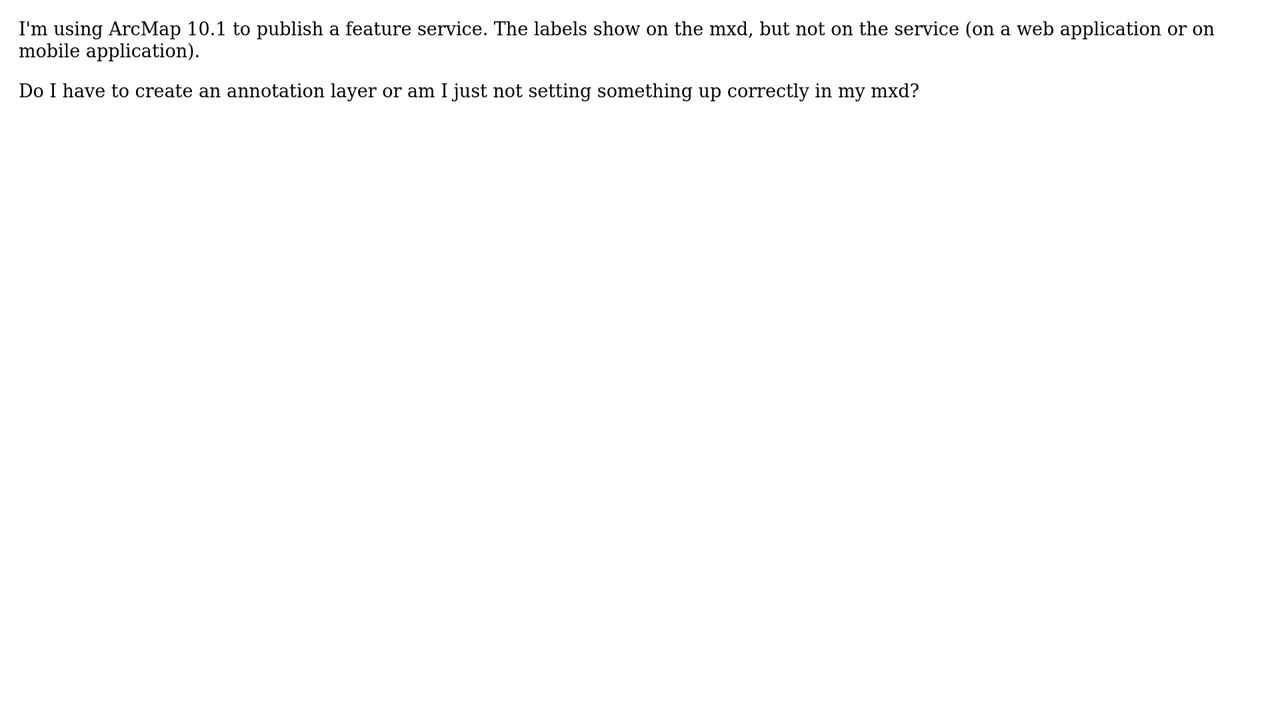 I'm using ArcMap 10.1 to publish a feature service. The labels show on the mxd, but not on the service (on a web application or on
mobile application).
Do I have to create an annotation layer or am I just not setting something up correctly in my mxd?